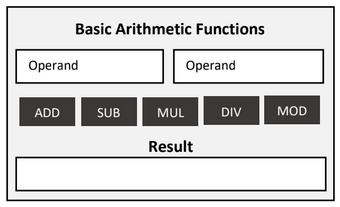 Basic Arithmetic Functions
Operand Operand
ADD SUB MUL DIV MOD
Result